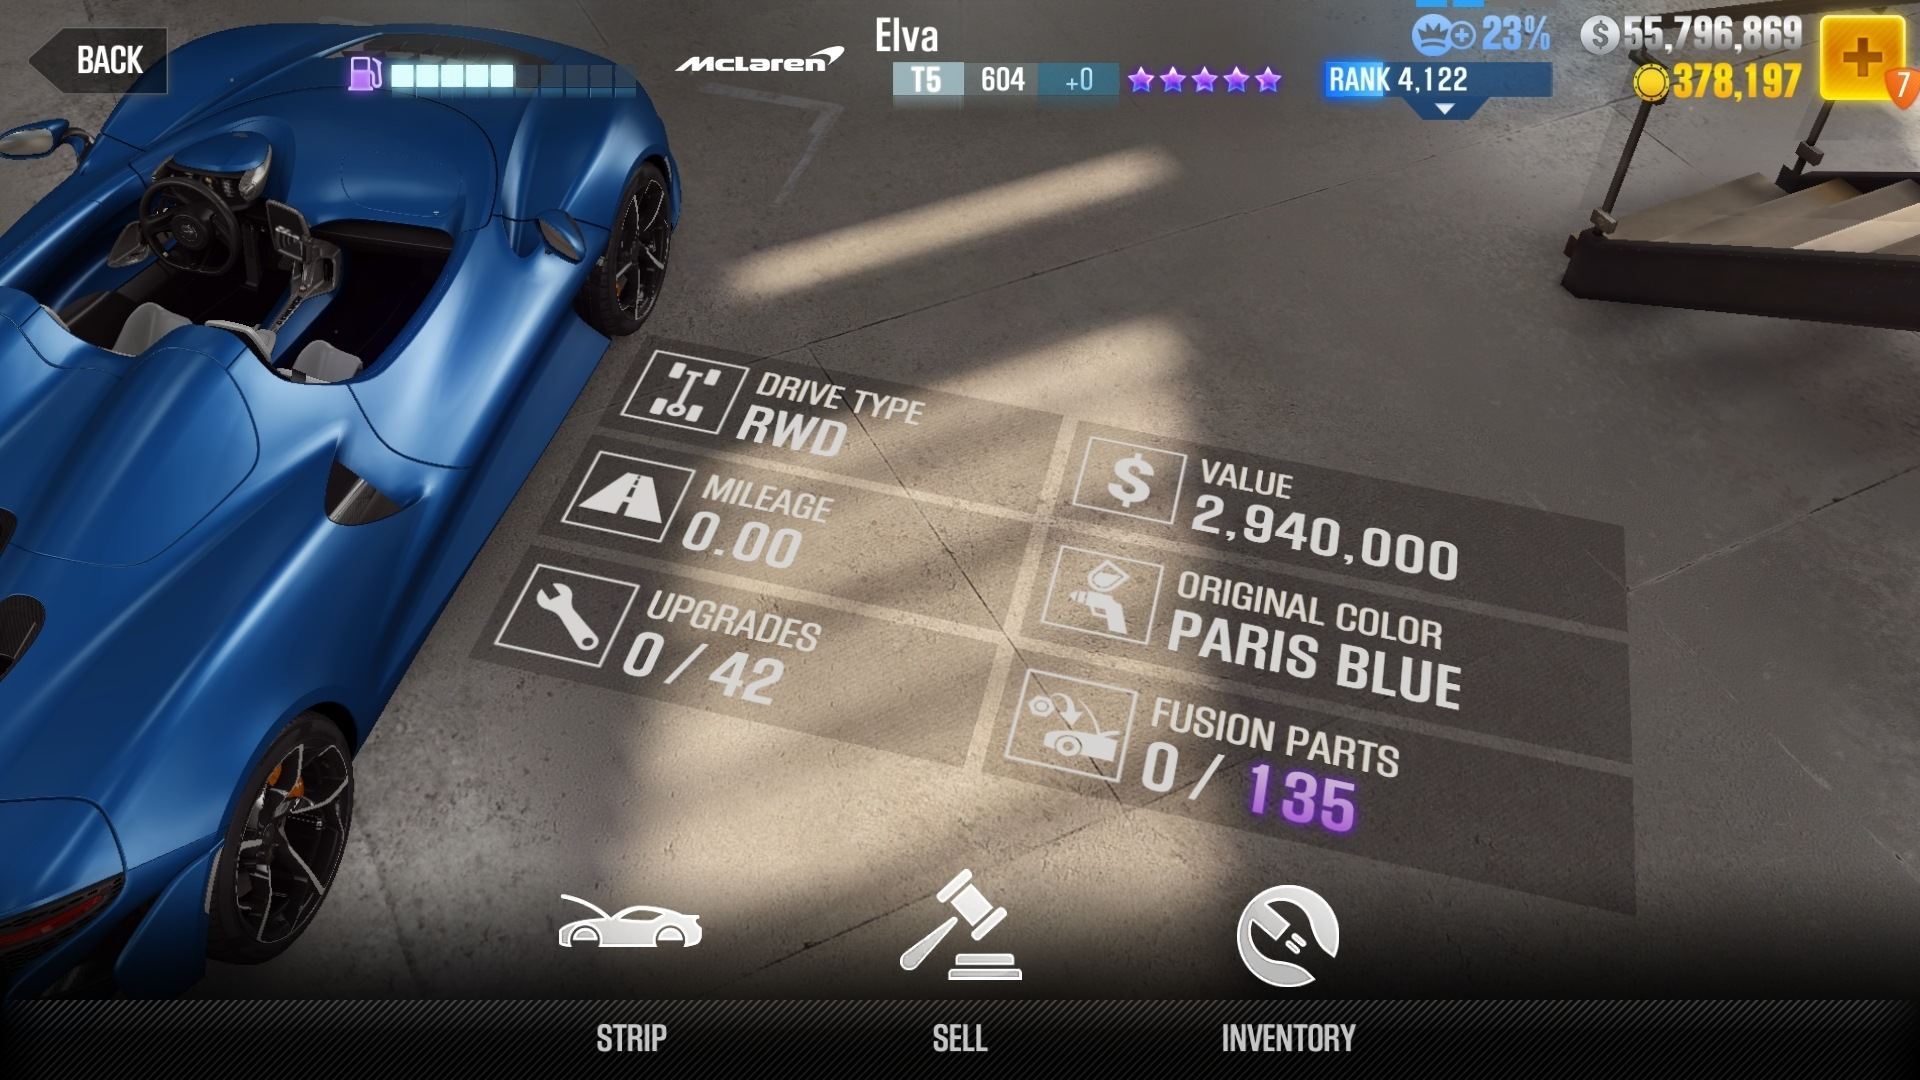 BACK
McLaren
Elva
T5 604 +0
23%
RANK 4,122
55,796,869
378,197
7
DRIVE TYPE
RWD
MILEAGE
0.00
UPGRADES
0 / 42
$
VALUE
2,940,000
ORIGINAL COLOR
PARIS BLUE
FUSION PARTS
0 / 135
STRIP
SELL
INVENTORY